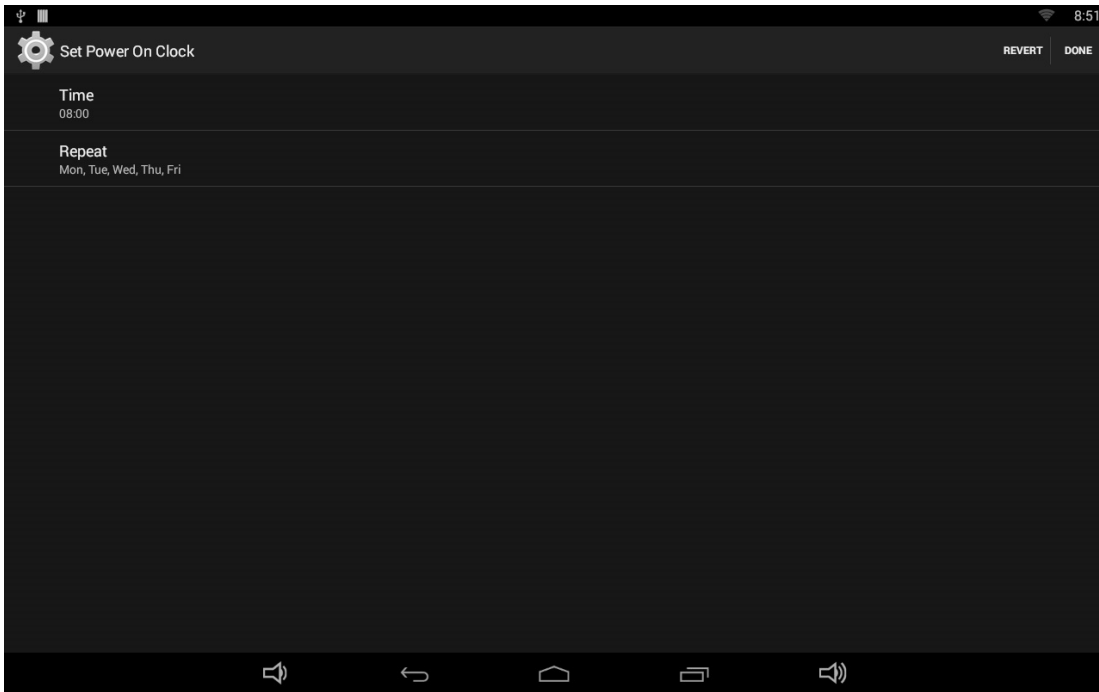 8:51
Set Power On Clock
REVERT
DONE
Time
08:00
Repeat
Mon, Tue, Wed, Thu, Fri